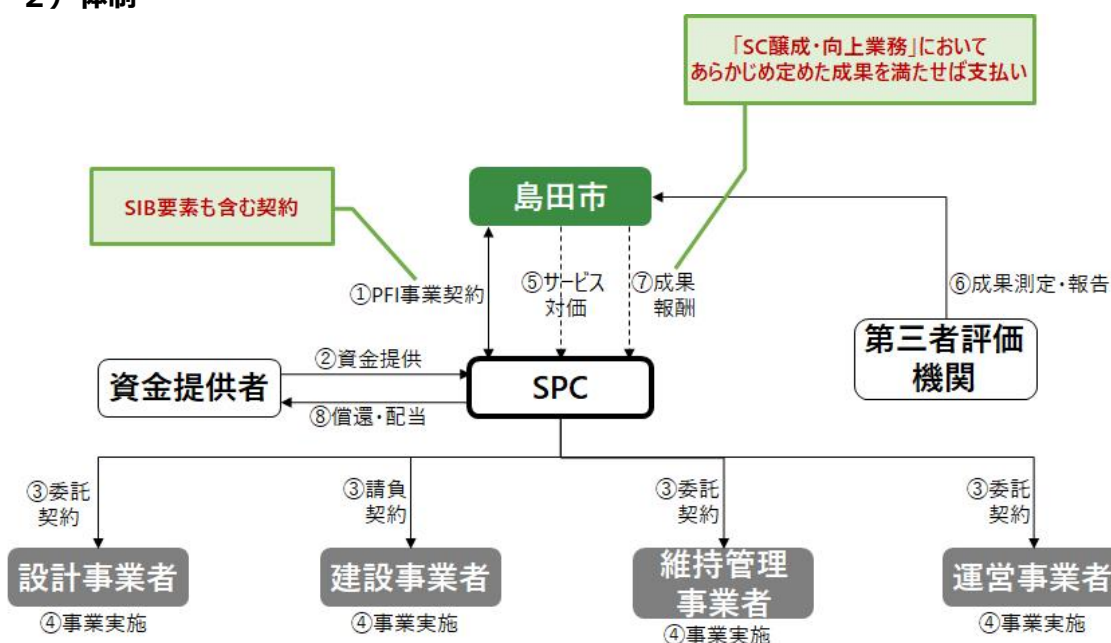 2）体制
「SC醸成・向上業務」において
あらかじめ定めた成果を満たせば支払い
SIB要素も含む契約
島田市
①PFI事業契約
⑤サービス
対価
⑦成果
報酬
⑥成果測定・報告
第三者評価
機関
資金提供者
②資金提供
⑧償還・配当
SPC
③委託
契約
③請負
契約
③委託
契約
③委託
契約
設計事業者
建設事業者
維持管理
事業者
運営事業者
④事業実施
④事業実施
④事業実施
④事業実施